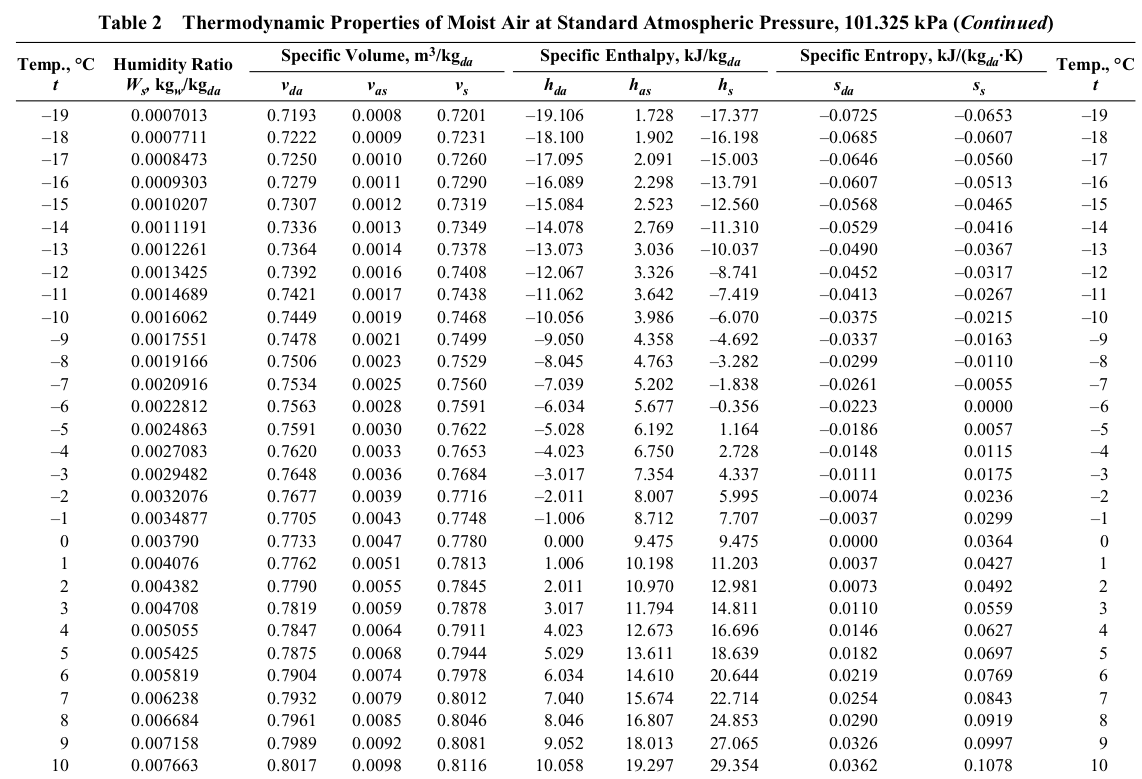 Table 2 Thermodynamic Properties of Moist Air at Standard Atmospheric Pressure, 101.325 kPa (Continued)
Temp., °C Humidity Ratio Specific Volume, m³/kg_da Specific Enthalpy, kJ/kg_da Specific Entropy, kJ/(kg_da·K) Temp., °C
t W_s, kg_w/kg_da v_da v_as v_s h_da h_as h_s s_da s_s t
–19 0.0007013 0.7193 0.0008 0.7201 –19.106 1.728 –17.377 –0.0725 –0.0653 –19
–18 0.0007711 0.7222 0.0009 0.7231 –18.100 1.902 –16.198 –0.0685 –0.0607 –18
–17 0.0008473 0.7250 0.0010 0.7260 –17.095 2.091 –15.003 –0.0646 –0.0560 –17
–16 0.0009303 0.7279 0.0011 0.7290 –16.089 2.298 –13.791 –0.0607 –0.0513 –16
–15 0.0010207 0.7307 0.0012 0.7319 –15.084 2.523 –12.560 –0.0568 –0.0465 –15
–14 0.0011191 0.7336 0.0013 0.7349 –14.078 2.769 –11.310 –0.0529 –0.0416 –14
–13 0.0012261 0.7364 0.0014 0.7378 –13.073 3.036 –10.037 –0.0490 –0.0367 –13
–12 0.0013425 0.7392 0.0016 0.7408 –12.067 3.326 –8.741 –0.0452 –0.0317 –12
–11 0.0014689 0.7421 0.0017 0.7438 –11.062 3.642 –7.419 –0.0413 –0.0267 –11
–10 0.0016062 0.7449 0.0019 0.7468 –10.056 3.986 –6.070 –0.0375 –0.0215 –10
–9 0.0017551 0.7478 0.0021 0.7499 –9.050 4.358 –4.692 –0.0337 –0.0163 –9
–8 0.0019166 0.7506 0.0023 0.7529 –8.045 4.763 –3.282 –0.0299 –0.0110 –8
–7 0.0020916 0.7534 0.0025 0.7560 –7.039 5.202 –1.838 –0.0261 –0.0055 –7
–6 0.0022812 0.7563 0.0028 0.7591 –6.034 5.677 –0.356 –0.0223 0.0000 –6
–5 0.0024863 0.7591 0.0030 0.7622 –5.028 6.192 1.164 –0.0186 0.0057 –5
–4 0.0027083 0.7620 0.0033 0.7653 –4.023 6.750 2.728 –0.0148 0.0115 –4
–3 0.0029482 0.7648 0.0036 0.7684 –3.017 7.354 4.337 –0.0111 0.0175 –3
–2 0.0032076 0.7677 0.0039 0.7716 –2.011 8.007 5.995 –0.0074 0.0236 –2
–1 0.0034877 0.7705 0.0043 0.7748 –1.006 8.712 7.707 –0.0037 0.0299 –1
0 0.003790 0.7733 0.0047 0.7780 0.000 9.475 9.475 0.0000 0.0364 0
1 0.004076 0.7762 0.0051 0.7813 1.006 10.198 11.203 0.0037 0.0427 1
2 0.004382 0.7790 0.0055 0.7845 2.011 10.970 12.981 0.0073 0.0492 2
3 0.004708 0.7819 0.0059 0.7878 3.017 11.794 14.811 0.0110 0.0559 3
4 0.005055 0.7847 0.0064 0.7911 4.023 12.673 16.696 0.0146 0.0627 4
5 0.005425 0.7875 0.0068 0.7944 5.029 13.611 18.639 0.0182 0.0697 5
6 0.005819 0.7904 0.0074 0.7978 6.034 14.610 20.644 0.0219 0.0769 6
7 0.006238 0.7932 0.0079 0.8012 7.040 15.674 22.714 0.0254 0.0843 7
8 0.006684 0.7961 0.0085 0.8046 8.046 16.807 24.853 0.0290 0.0919 8
9 0.007158 0.7989 0.0092 0.8081 9.052 18.013 27.065 0.0326 0.0997 9
10 0.007663 0.8017 0.0098 0.8116 10.058 19.297 29.354 0.0362 0.1078 10